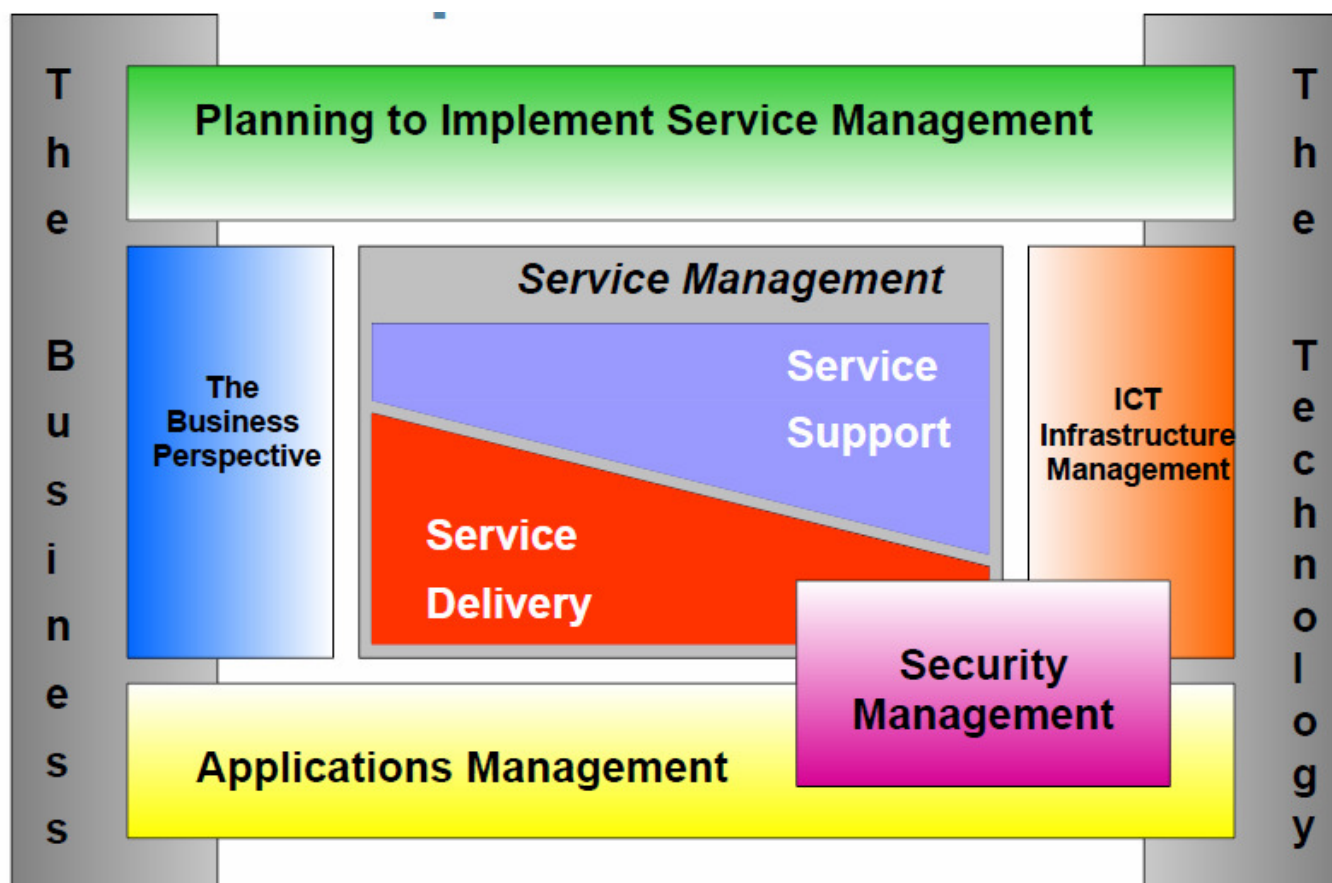 The Business
Planning to Implement Service Management
The Technology
The
Business
Perspective
Service Management
Service
Support
Service
Delivery
ICT
Infrastructure
Management
Security
Management
Applications Management